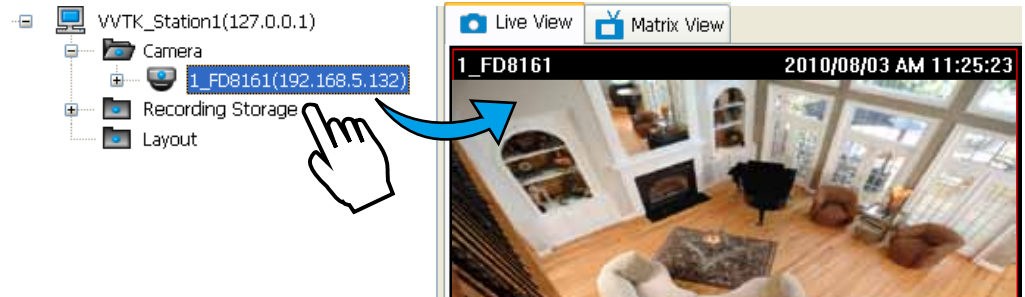 VVTK_Station1(127.0.0.1)
Camera
1_FD8161(192.168.5.132)
Recording Storage
Layout
Live View
Matrix View
1_FD8161
2010/08/03 AM 11:25:23